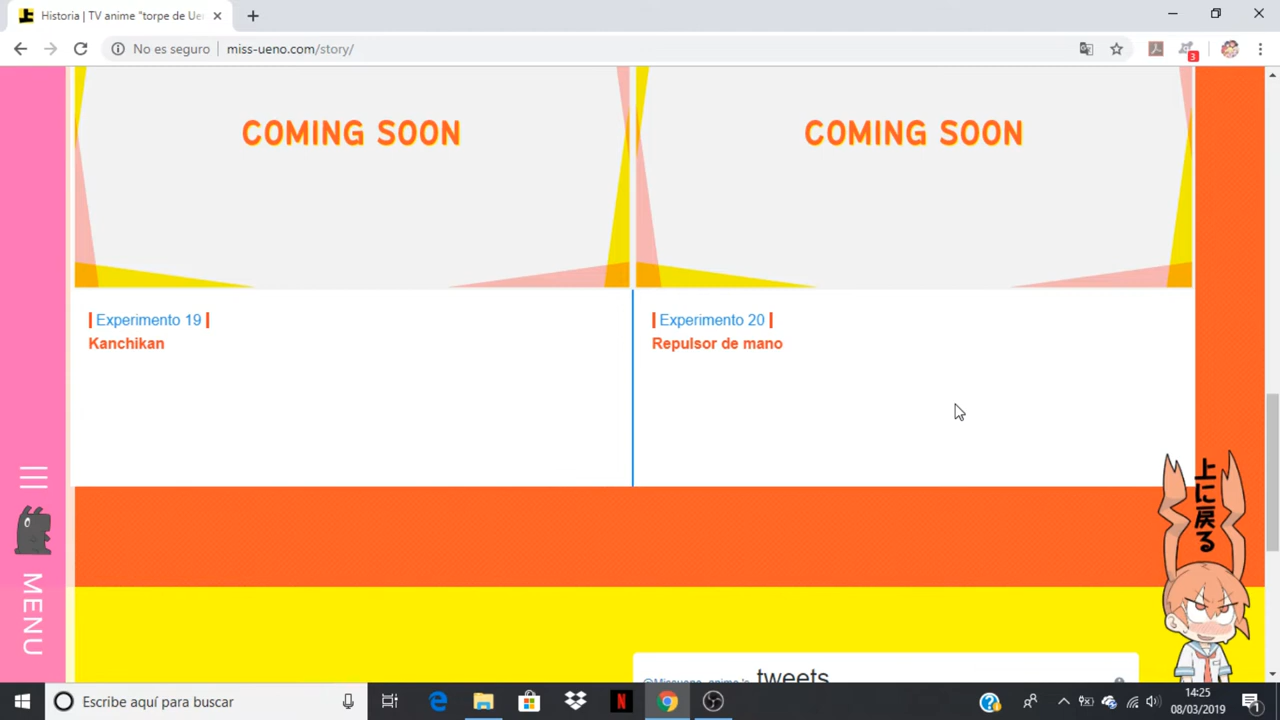 Historia | TV anime "torpe de Ue
No es seguro | miss-ueno.com/story/
3
COMING SOON
COMING SOON
Experimento 19
Kanchikan
Experimento 20
Repulsor de mano
上に戻る
MENU
tweets
Escribe aquí para buscar
N
14:25
08/03/2019
1